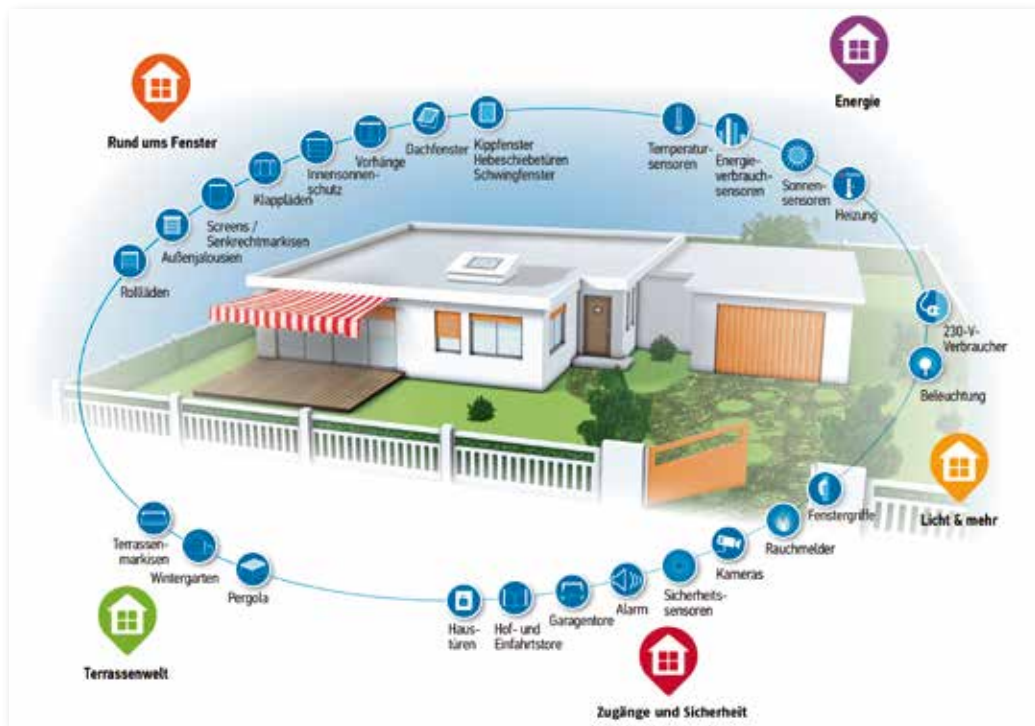 Energie
Rund ums Fenster
Kippfenster
Hebeschiebetüren
Schwingfenster
Dachfenster
Vorhänge
Innensonnen-
schutz
Klappläden
Screens /
Senkrechtmarkisen
Außenjalousien
Rollläden
Temperatur-
sensoren
Energie-
verbrauch-
sensoren
Sonnen-
sensoren
Heizung
230-V-
Verbraucher
Beleuchtung
Licht & mehr
Fenstergriffe
Rauchmelder
Kameras
Sicherheits-
sensoren
Alarm
Garagentore
Hof- und
Einfahrtstore
Haus-
türen
Zugänge und Sicherheit
Terrassen-
markisen
Wintergarten
Pergola
Terrassenwelt